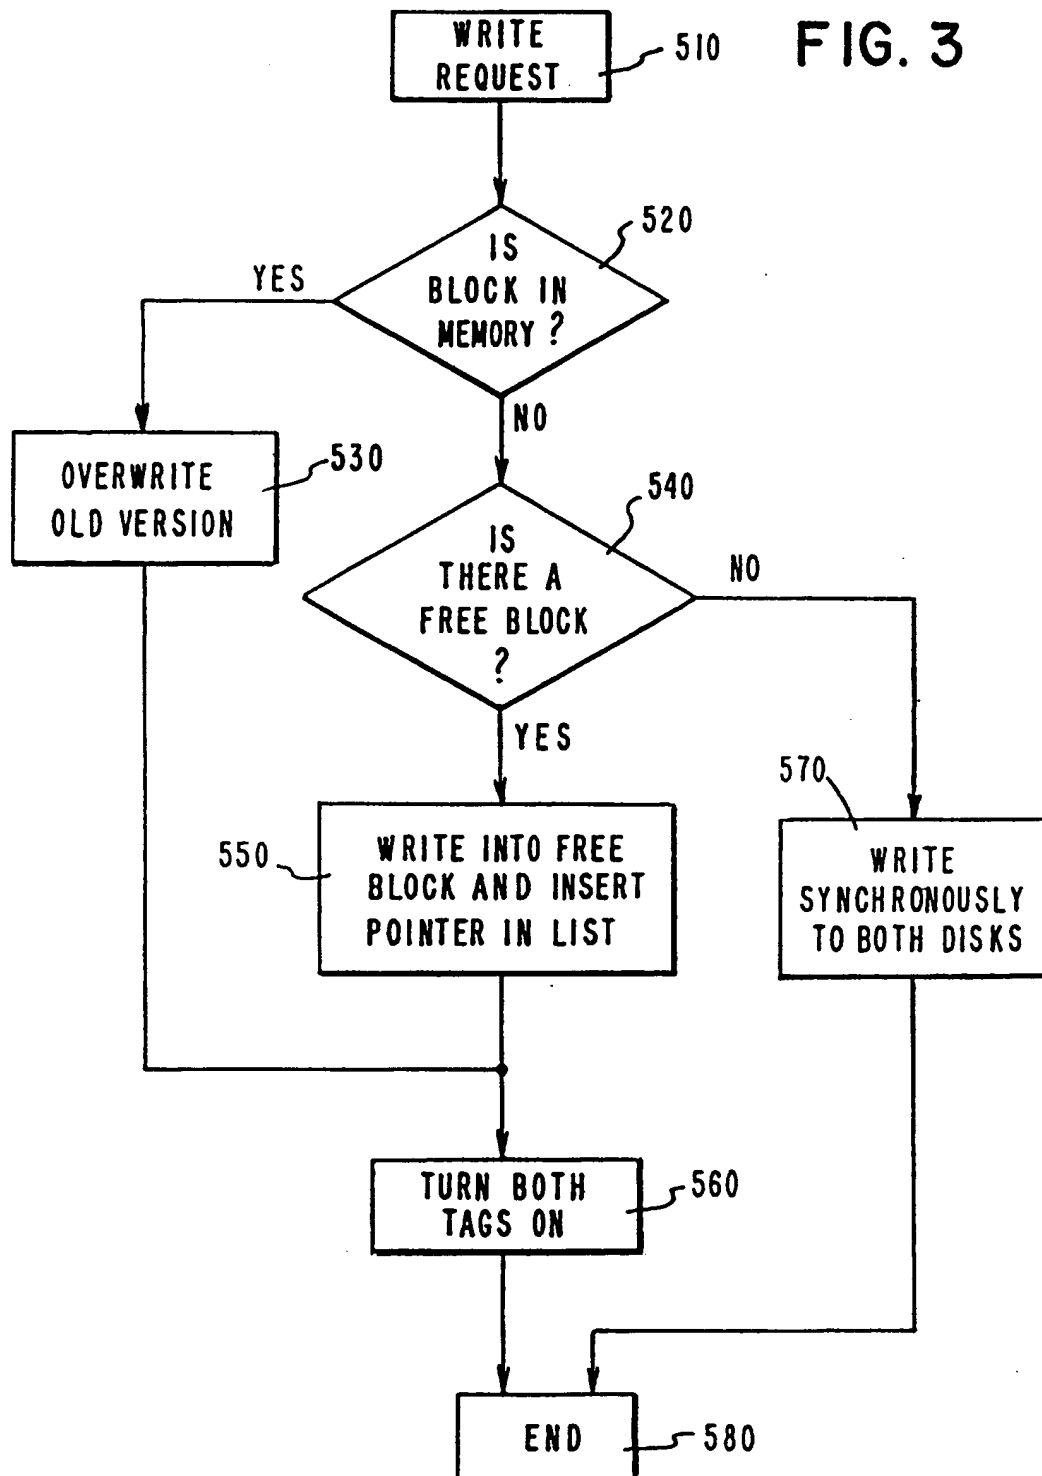 FIG. 3
WRITE
REQUEST
510
IS
BLOCK IN
MEMORY ?
520
YES
NO
OVERWRITE
OLD VERSION
530
IS
THERE A
FREE BLOCK
?
540
NO
YES
WRITE INTO FREE
BLOCK AND INSERT
POINTER IN LIST
550
570
WRITE
SYNCHRONOUSLY
TO BOTH DISKS
TURN BOTH
TAGS ON
560
END
580